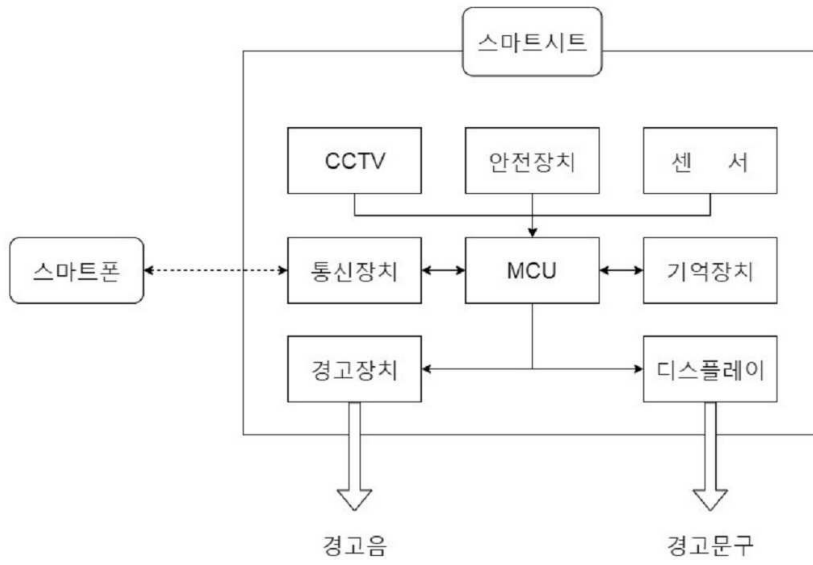 스마트시트
CCTV
안전장치
센 서
스마트폰
통신장치
MCU
기억장치
경고장치
디스플레이
경고음
경고문구